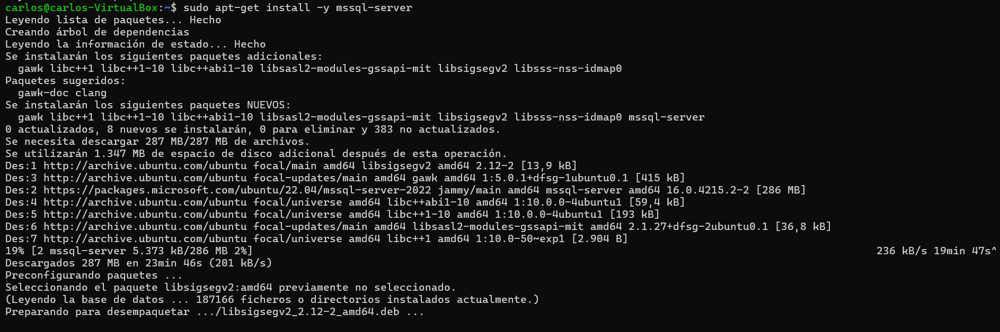 carlos@carlos-VirtualBox:~$ sudo apt-get install -y mssql-server
Leyendo lista de paquetes... Hecho
Creando árbol de dependencias
Leyendo la información de estado... Hecho
Se instalarán los siguientes paquetes adicionales:
  gawk libc++1 libc++1-10 libc++abi1-10 libsasl2-modules-gssapi-mit libsigsegv2 libsss-nss-idmap0
Paquetes sugeridos:
  gawk-doc clang
Se instalarán los siguientes paquetes NUEVOS:
  gawk libc++1 libc++1-10 libc++abi1-10 libsasl2-modules-gssapi-mit libsigsegv2 libsss-nss-idmap0 mssql-server
0 actualizados, 8 nuevos se instalarán, 0 para eliminar y 383 no actualizados.
Se necesita descargar 287 MB/287 MB de archivos.
Se utilizarán 1.347 MB de espacio de disco adicional después de esta operación.
Des:1 http://archive.ubuntu.com/ubuntu focal/main amd64 libsigsegv2 amd64 2.12-2 [13,9 kB]
Des:3 http://archive.ubuntu.com/ubuntu focal-updates/main amd64 gawk amd64 1:5.0.1+dfsg-1ubuntu0.1 [415 kB]
Des:2 https://packages.microsoft.com/ubuntu/22.04/mssql-server-2022 jammy/main amd64 mssql-server amd64 16.0.4215.2-2 [286 MB]
Des:4 http://archive.ubuntu.com/ubuntu focal/universe amd64 libc++abi1-10 amd64 1:10.0.0-4ubuntu1 [59,4 kB]
Des:5 http://archive.ubuntu.com/ubuntu focal/universe amd64 libc++1-10 amd64 1:10.0.0-4ubuntu1 [193 kB]
Des:6 http://archive.ubuntu.com/ubuntu focal-updates/main amd64 libsasl2-modules-gssapi-mit amd64 2.1.27+dfsg-2ubuntu0.1 [36,8 kB]
Des:7 http://archive.ubuntu.com/ubuntu focal/universe amd64 libc++1 amd64 1:10.0-50~exp1 [2.904 B]
19% [2 mssql-server 5.373 kB/286 MB 2%] 236 kB/s 19min 47s^
Descargados 287 MB en 23min 46s (201 kB/s)
Preconfigurando paquetes ...
Seleccionando el paquete libsigsegv2:amd64 previamente no seleccionado.
(Leyendo la base de datos ... 187166 ficheros o directorios instalados actualmente.)
Preparando para desempaquetar .../libsigsegv2_2.12-2_amd64.deb ...